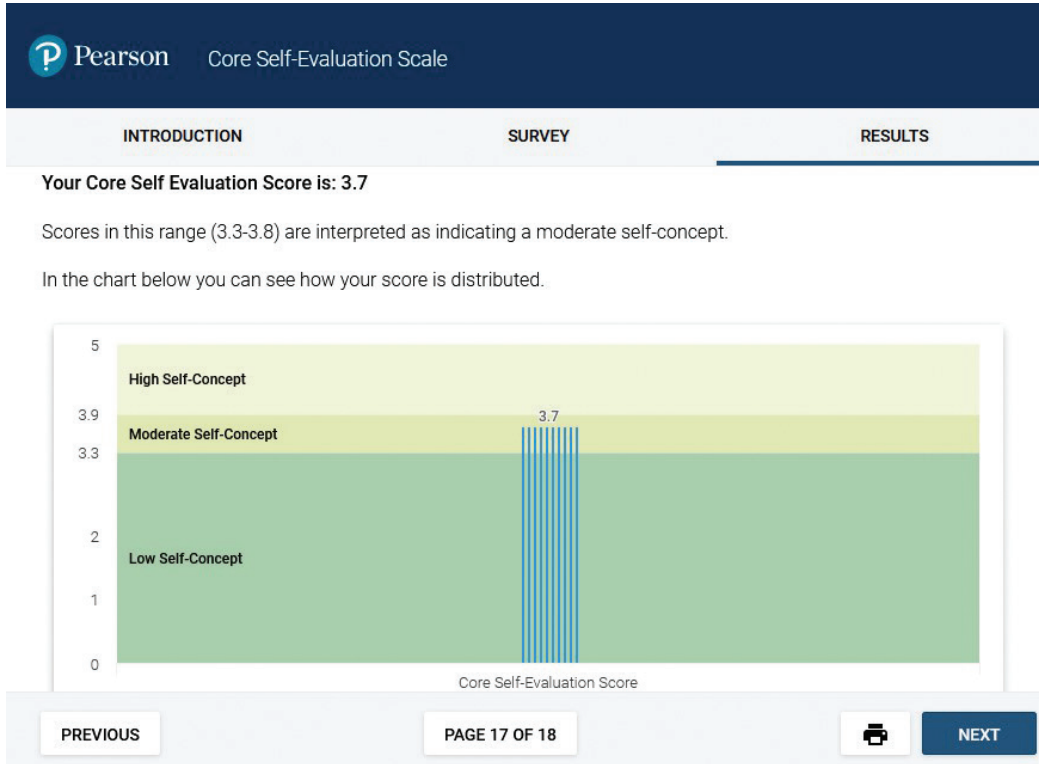 Pearson Core Self-Evaluation Scale
INTRODUCTION SURVEY RESULTS
Your Core Self Evaluation Score is: 3.7
Scores in this range (3.3-3.8) are interpreted as indicating a moderate self-concept.
In the chart below you can see how your score is distributed.
5
High Self-Concept
3.9
3.7
Moderate Self-Concept
3.3
2
Low Self-Concept
1
0
Core Self-Evaluation Score
PREVIOUS PAGE 17 OF 18 NEXT